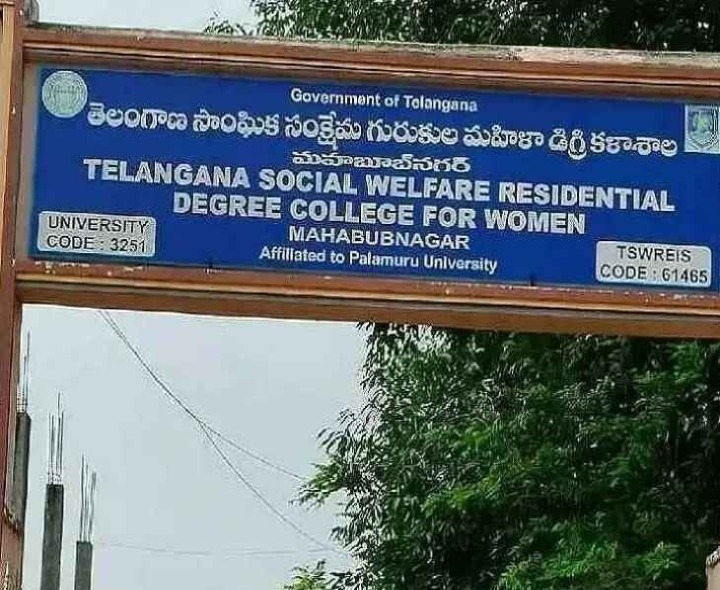 Government of Telangana
తెలంగాణ సాంఘిక సంక్షేమ గురుకుల మహిళా డిగ్రీ కళాశాల
మహబూబ్‌నగర్
TELANGANA SOCIAL WELFARE RESIDENTIAL
DEGREE COLLEGE FOR WOMEN
MAHABUBNAGAR
Affiliated to Palamuru University
UNIVERSITY
CODE : 3251
TSWREIS
CODE : 61465